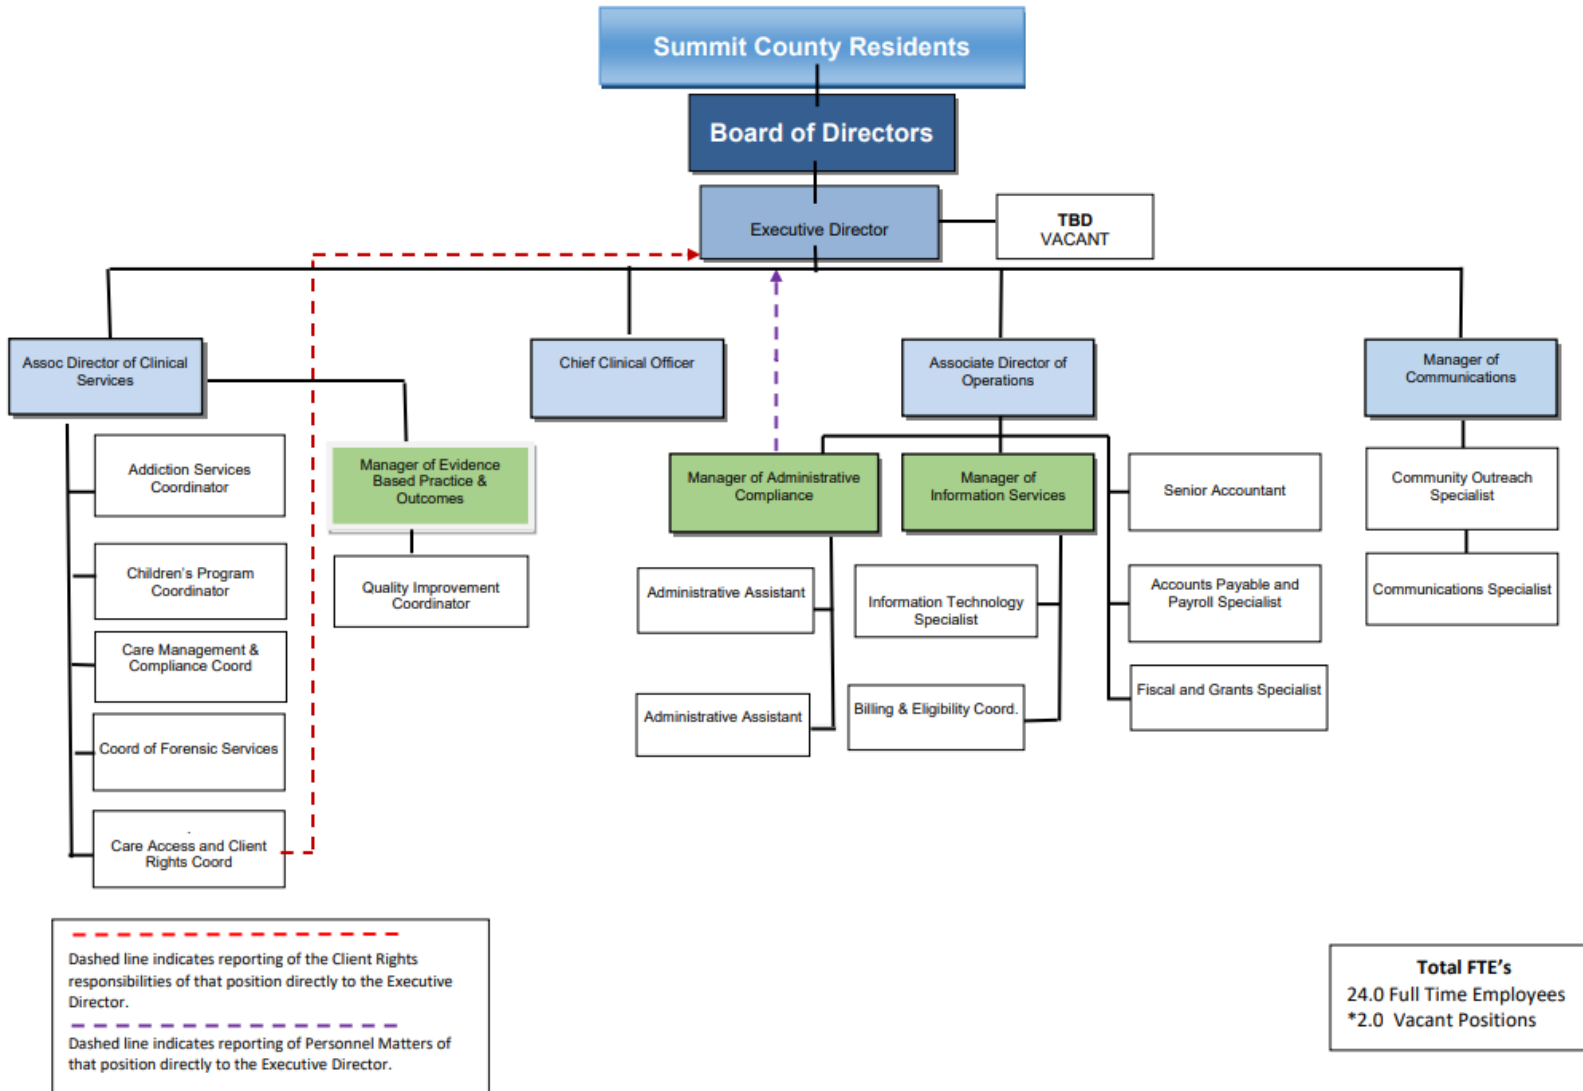 Summit County Residents
Board of Directors
Executive Director
TBD
VACANT
Assoc Director of Clinical
Services
Chief Clinical Officer
Associate Director of
Operations
Manager of
Communications
Addiction Services
Coordinator
Manager of Evidence
Based Practice &
Outcomes
Manager of Administrative
Compliance
Manager of
Information Services
Senior Accountant
Community Outreach
Specialist
Children's Program
Coordinator
Quality Improvement
Coordinator
Administrative Assistant
Information Technology
Specialist
Accounts Payable and
Payroll Specialist
Communications Specialist
Care Management &
Compliance Coord
Administrative Assistant
Billing & Eligibility Coord.
Fiscal and Grants Specialist
Coord of Forensic Services
.
Care Access and Client
Rights Coord
Dashed line indicates reporting of the Client Rights
responsibilities of that position directly to the Executive
Director.
Dashed line indicates reporting of Personnel Matters of
that position directly to the Executive Director.
Total FTE's
24.0 Full Time Employees
*2.0 Vacant Positions